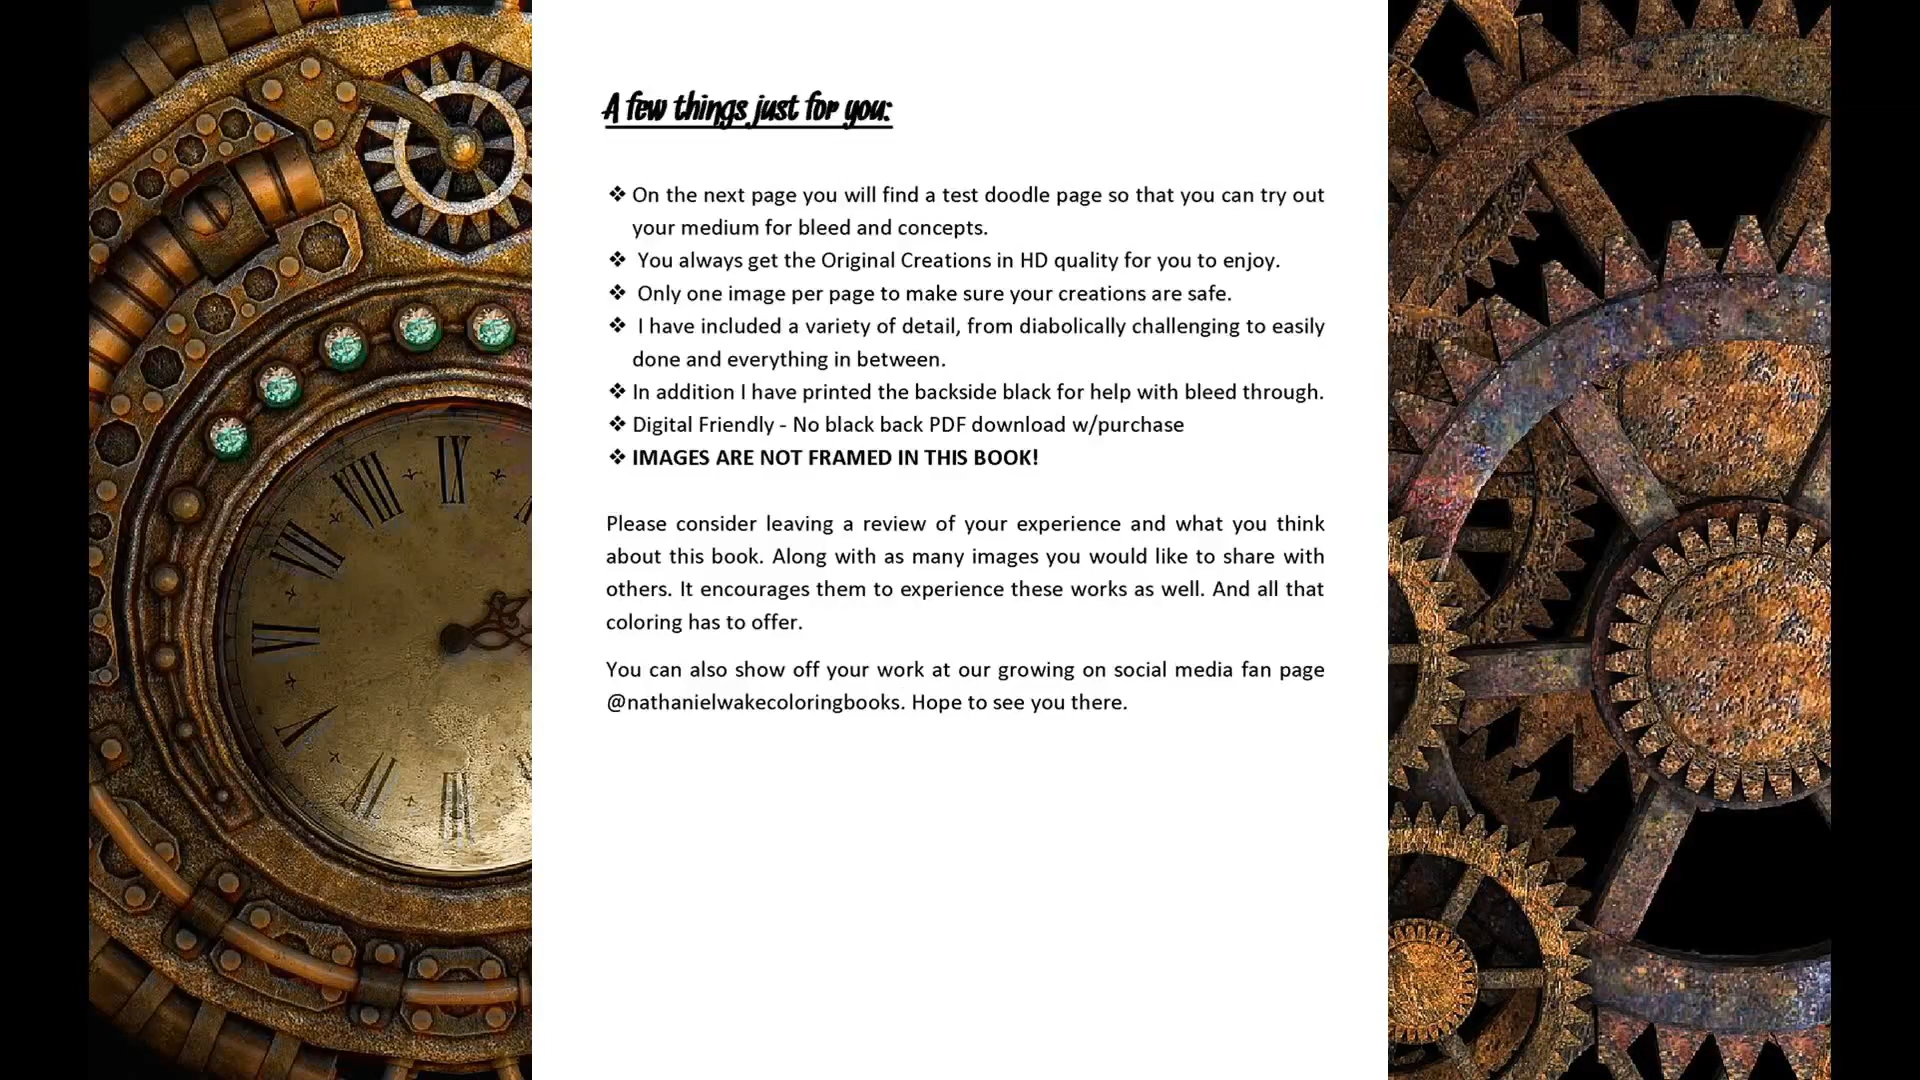 A few things just for you:
❖ On the next page you will find a test doodle page so that you can try out
your medium for bleed and concepts.
❖ You always get the Original Creations in HD quality for you to enjoy.
❖ Only one image per page to make sure your creations are safe.
❖ I have included a variety of detail, from diabolically challenging to easily
done and everything in between.
❖ In addition I have printed the backside black for help with bleed through.
❖ Digital Friendly - No black back PDF download w/purchase
❖ IMAGES ARE NOT FRAMED IN THIS BOOK!
Please consider leaving a review of your experience and what you think
about this book. Along with as many images you would like to share with
others. It encourages them to experience these works as well. And all that
coloring has to offer.
You can also show off your work at our growing on social media fan page
@nathanielwakecoloringbooks. Hope to see you there.
IX
VIII
VII
VI
V
IIII
III